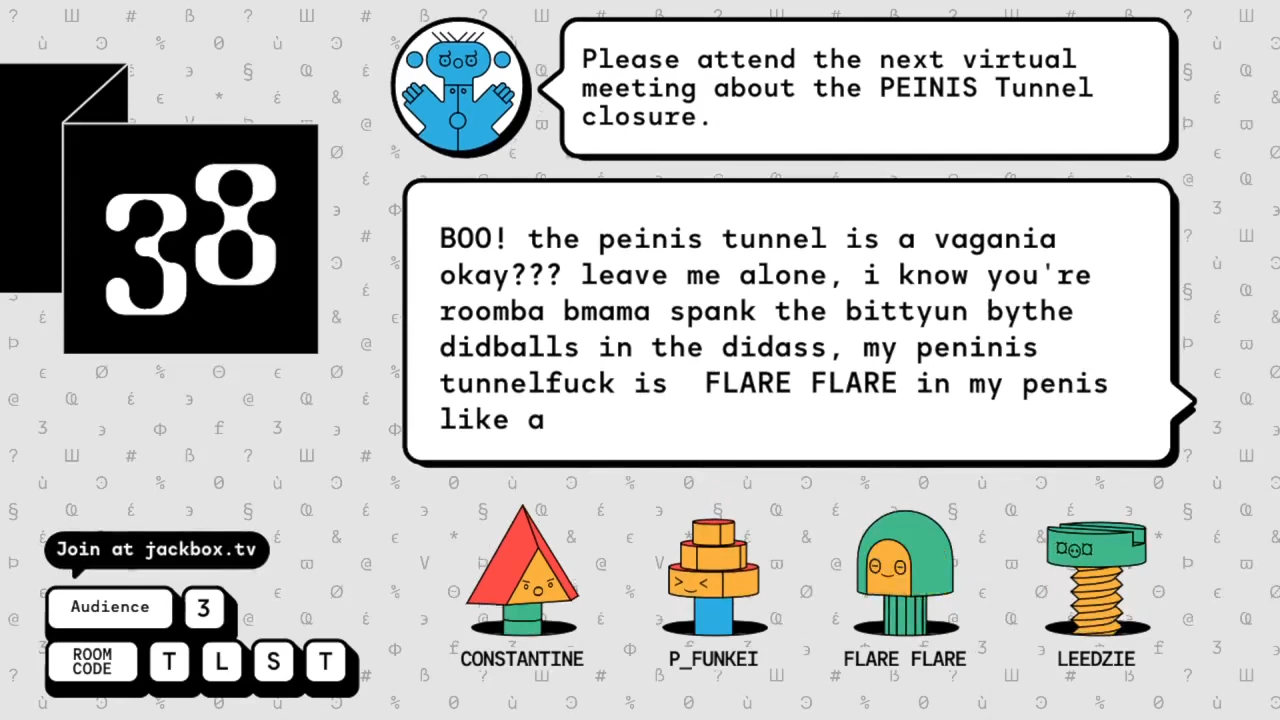 Please attend the next virtual
meeting about the PEINIS Tunnel
closure.
38
BOO! the peinis tunnel is a vagania
okay??? leave me alone, i know you're
roomba bmama spank the bittyun bythe
didballs in the didass, my peninis
tunnelfuck is  FLARE FLARE in my penis
like a
Join at jackbox.tv
Audience 3
ROOM
CODE
T L S T
CONSTANTINE
P_FUNKEI
FLARE FLARE
LEEDZIE